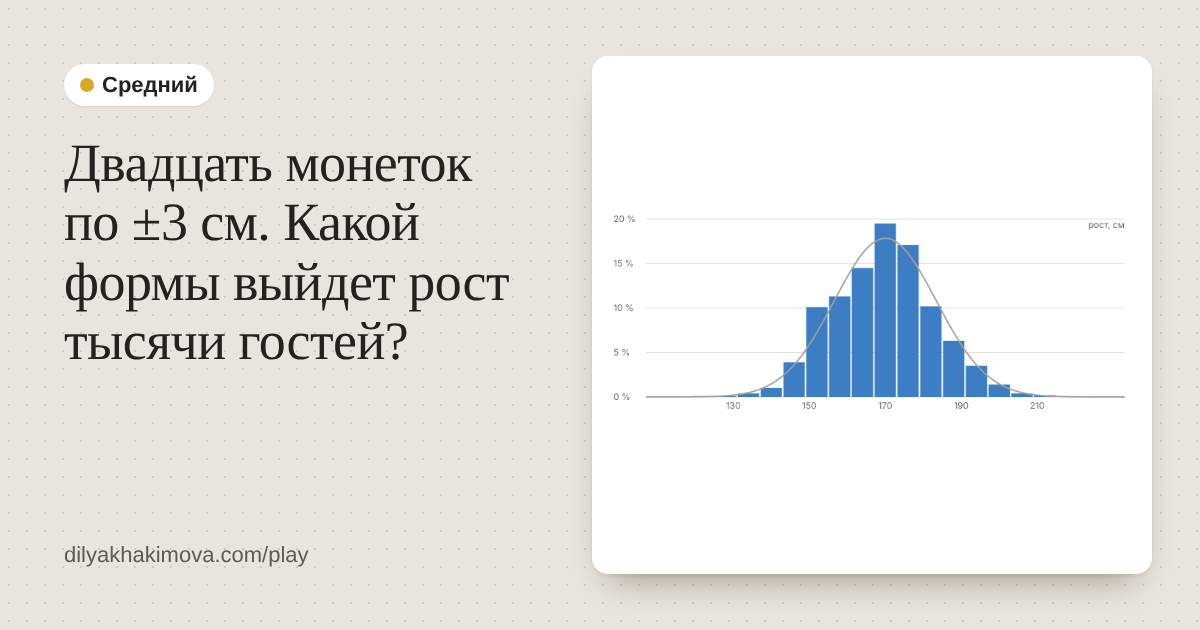 Средний
Двадцать монеток
по ±3 см. Какой
формы выйдет рост
тысячи гостей?
dilyakhakimova.com/play
20 %
рост, см
15 %
10 %
5 %
0 %
130 150 170 190 210